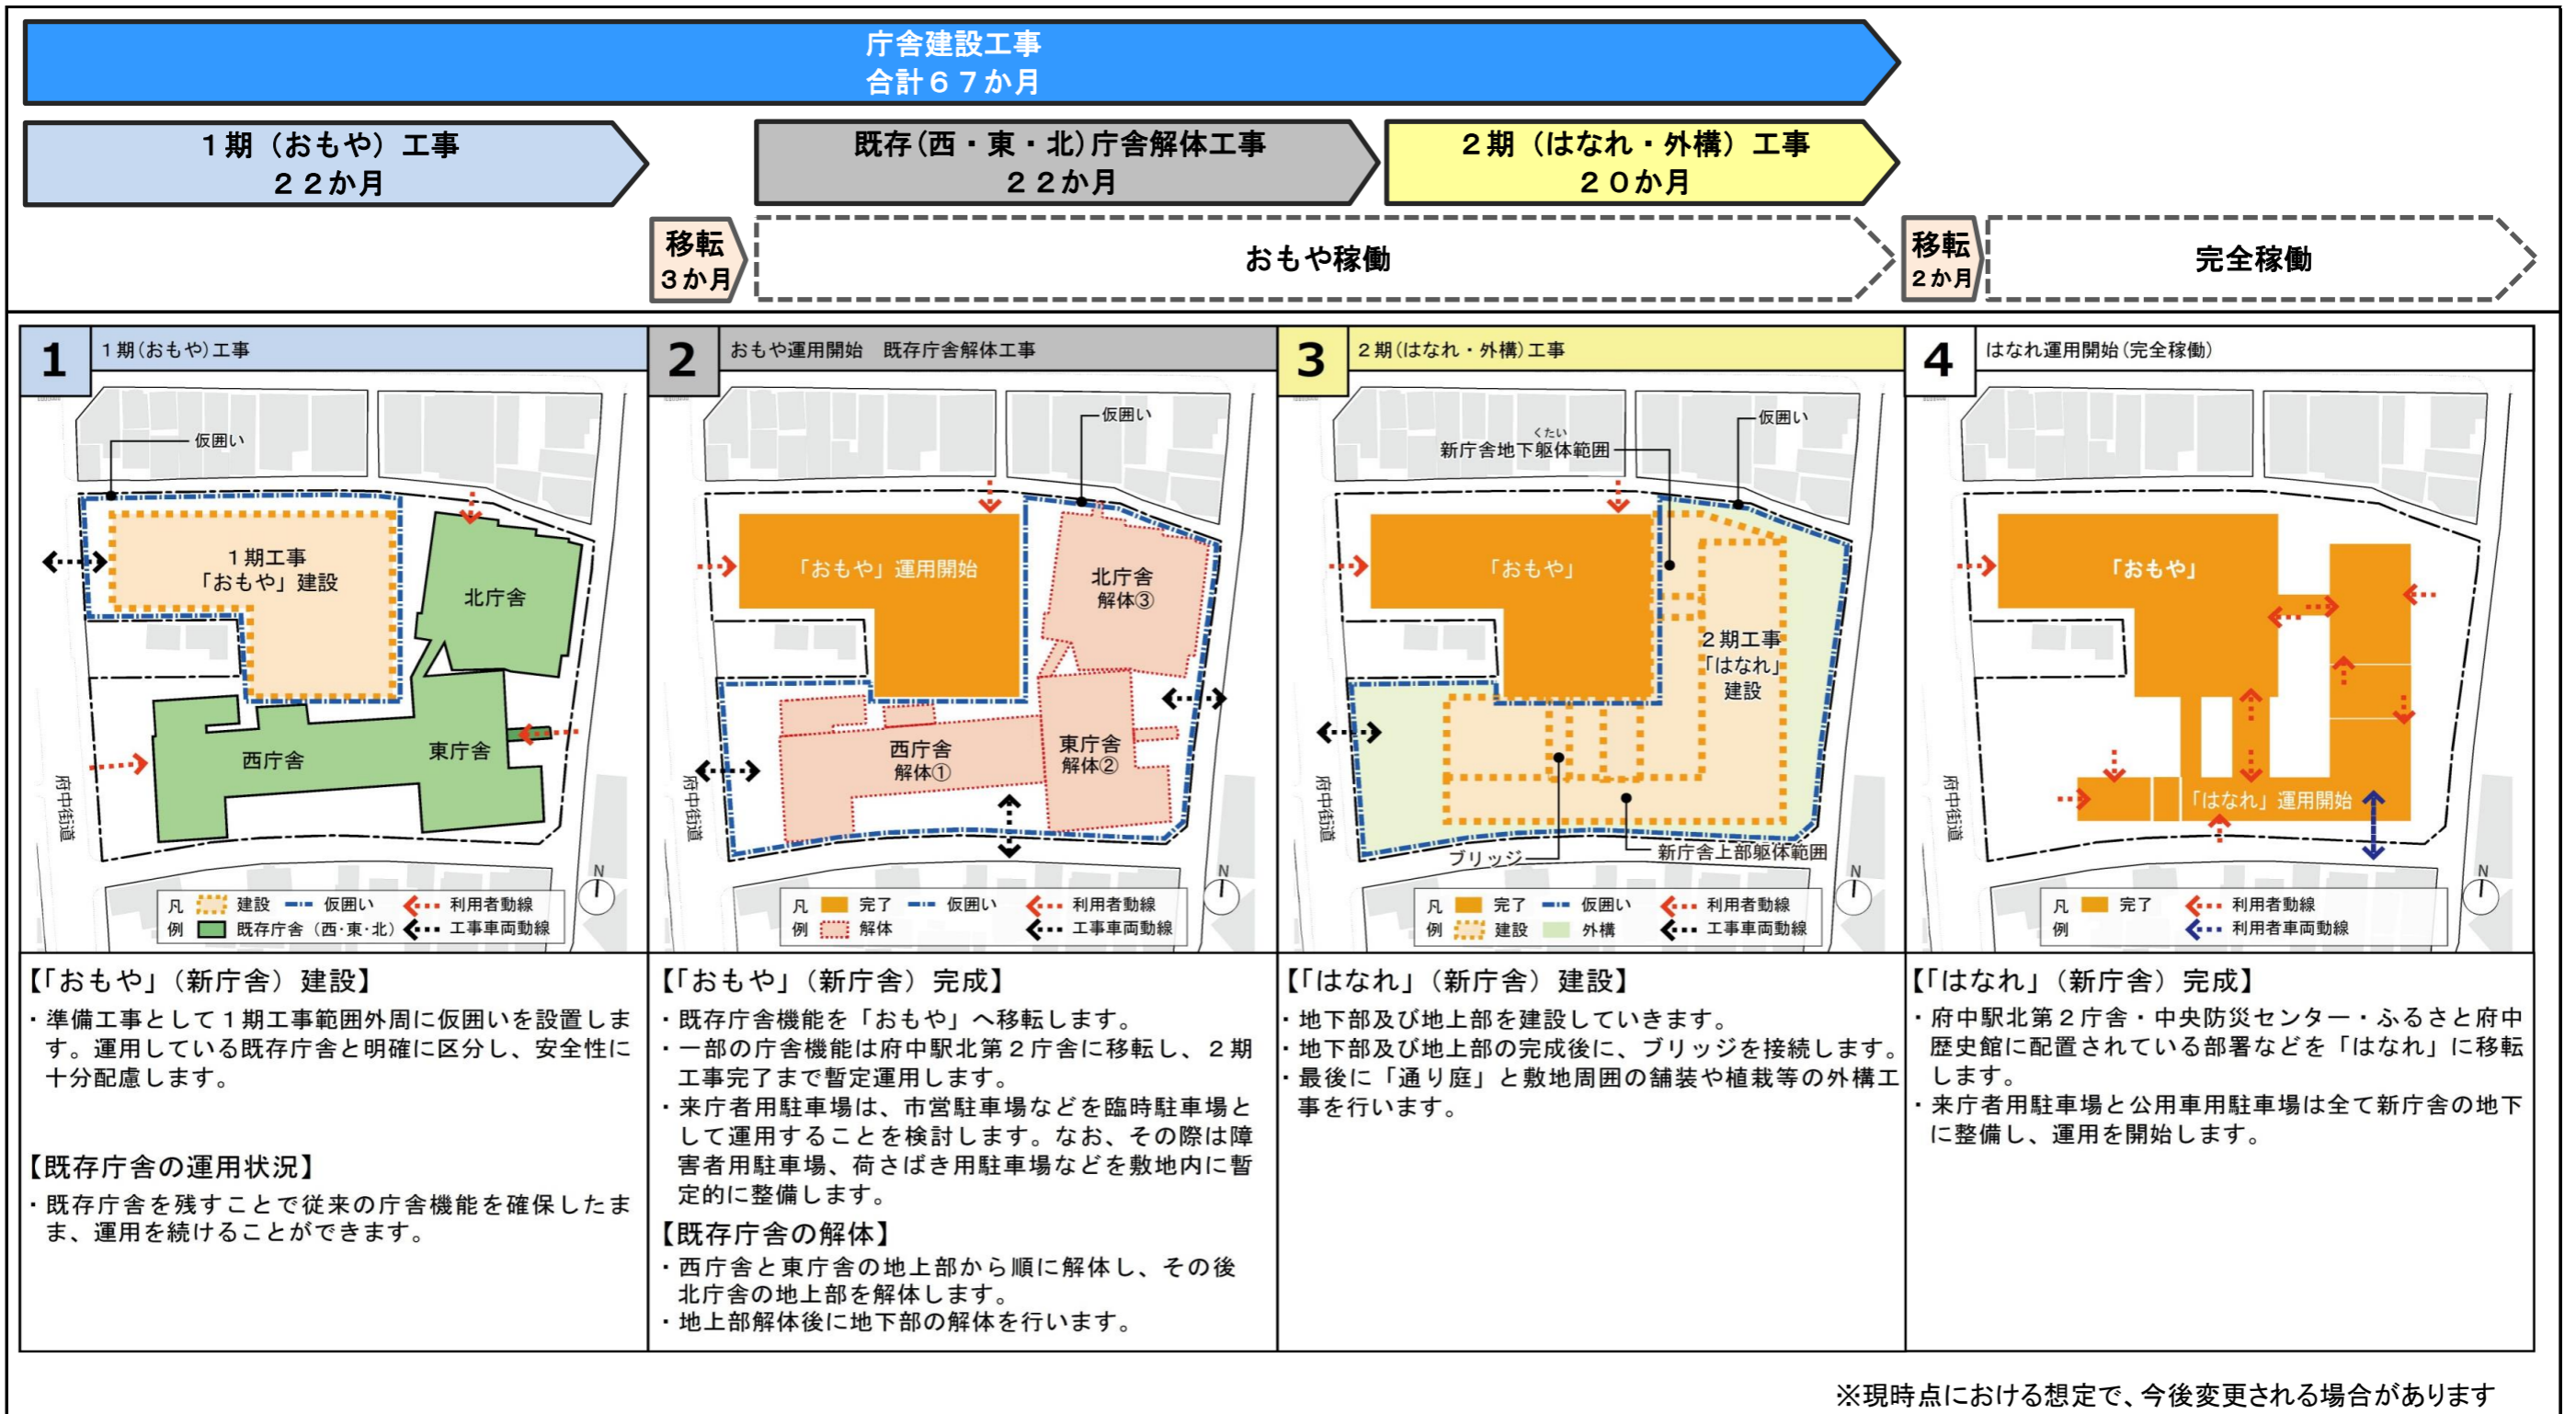 庁舎建設工事
合計６７か月
１期（おもや）工事
２２か月
既存(西・東・北)庁舎解体工事
２２か月
２期（はなれ・外構）工事
２０か月
移転
３か月
おもや稼働
移転
２か月
完全稼働
1
１期(おもや)工事
仮囲い
１期工事
「おもや」建設
北庁舎
西庁舎
東庁舎
府中街道
N
凡例
建設
仮囲い
利用者動線
既存庁舎（西・東・北）
工事車両動線
【「おもや」（新庁舎）建設】
・準備工事として１期工事範囲外周に仮囲いを設置しま
す。運用している既存庁舎と明確に区分し、安全性に
十分配慮します。
【既存庁舎の運用状況】
・既存庁舎を残すことで従来の庁舎機能を確保したま
ま、運用を続けることができます。
2
おもや運用開始　既存庁舎解体工事
仮囲い
「おもや」運用開始
北庁舎
解体③
西庁舎
解体①
東庁舎
解体②
府中街道
N
凡例
完了
仮囲い
利用者動線
解体
工事車両動線
【「おもや」（新庁舎）完成】
・既存庁舎機能を「おもや」へ移転します。
・一部の庁舎機能は府中駅北第２庁舎に移転し、２期
工事完了まで暫定運用します。
・来庁者用駐車場は、市営駐車場などを臨時駐車場と
して運用することを検討します。なお、その際は障
害者用駐車場、荷さばき用駐車場などを敷地内に暫
定的に整備します。
【既存庁舎の解体】
・西庁舎と東庁舎の地上部から順に解体し、その後
北庁舎の地上部を解体します。
・地上部解体後に地下部の解体を行います。
3
２期(はなれ・外構)工事
仮囲い
くたい
新庁舎地下躯体範囲
「おもや」
２期工事
「はなれ」
建設
ブリッジ
新庁舎上部躯体範囲
府中街道
N
凡例
完了
仮囲い
利用者動線
建設
外構
工事車両動線
【「はなれ」（新庁舎）建設】
・地下部及び地上部を建設していきます。
・地下部及び地上部の完成後に、ブリッジを接続します。
・最後に「通り庭」と敷地周囲の舗装や植栽等の外構工
事を行います。
4
はなれ運用開始(完全稼働)
「おもや」
「はなれ」運用開始
府中街道
N
凡例
完了
利用者動線
利用者車両動線
【「はなれ」（新庁舎）完成】
・府中駅北第２庁舎・中央防災センター・ふるさと府中
歴史館に配置されている部署などを「はなれ」に移転
します。
・来庁者用駐車場と公用車用駐車場は全て新庁舎の地下
に整備し、運用を開始します。
※現時点における想定で、今後変更される場合があります